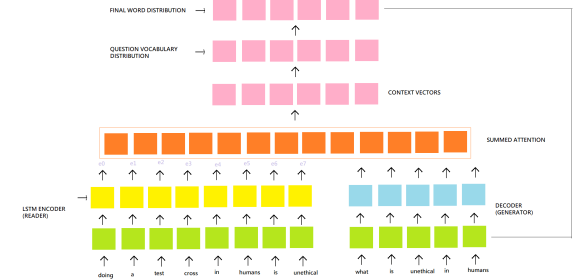 FINAL WORD DISTRIBUTION
QUESTION VOCABULARY
DISTRIBUTION
CONTEXT VECTORS
SUMMED ATTENTION
e0 e1 e2 e3 e4 e5 e6 e7
LSTM ENCODER
(READER)
DECODER
(GENERATOR)
doing a test cross in humans is unethical
what is unethical in humans